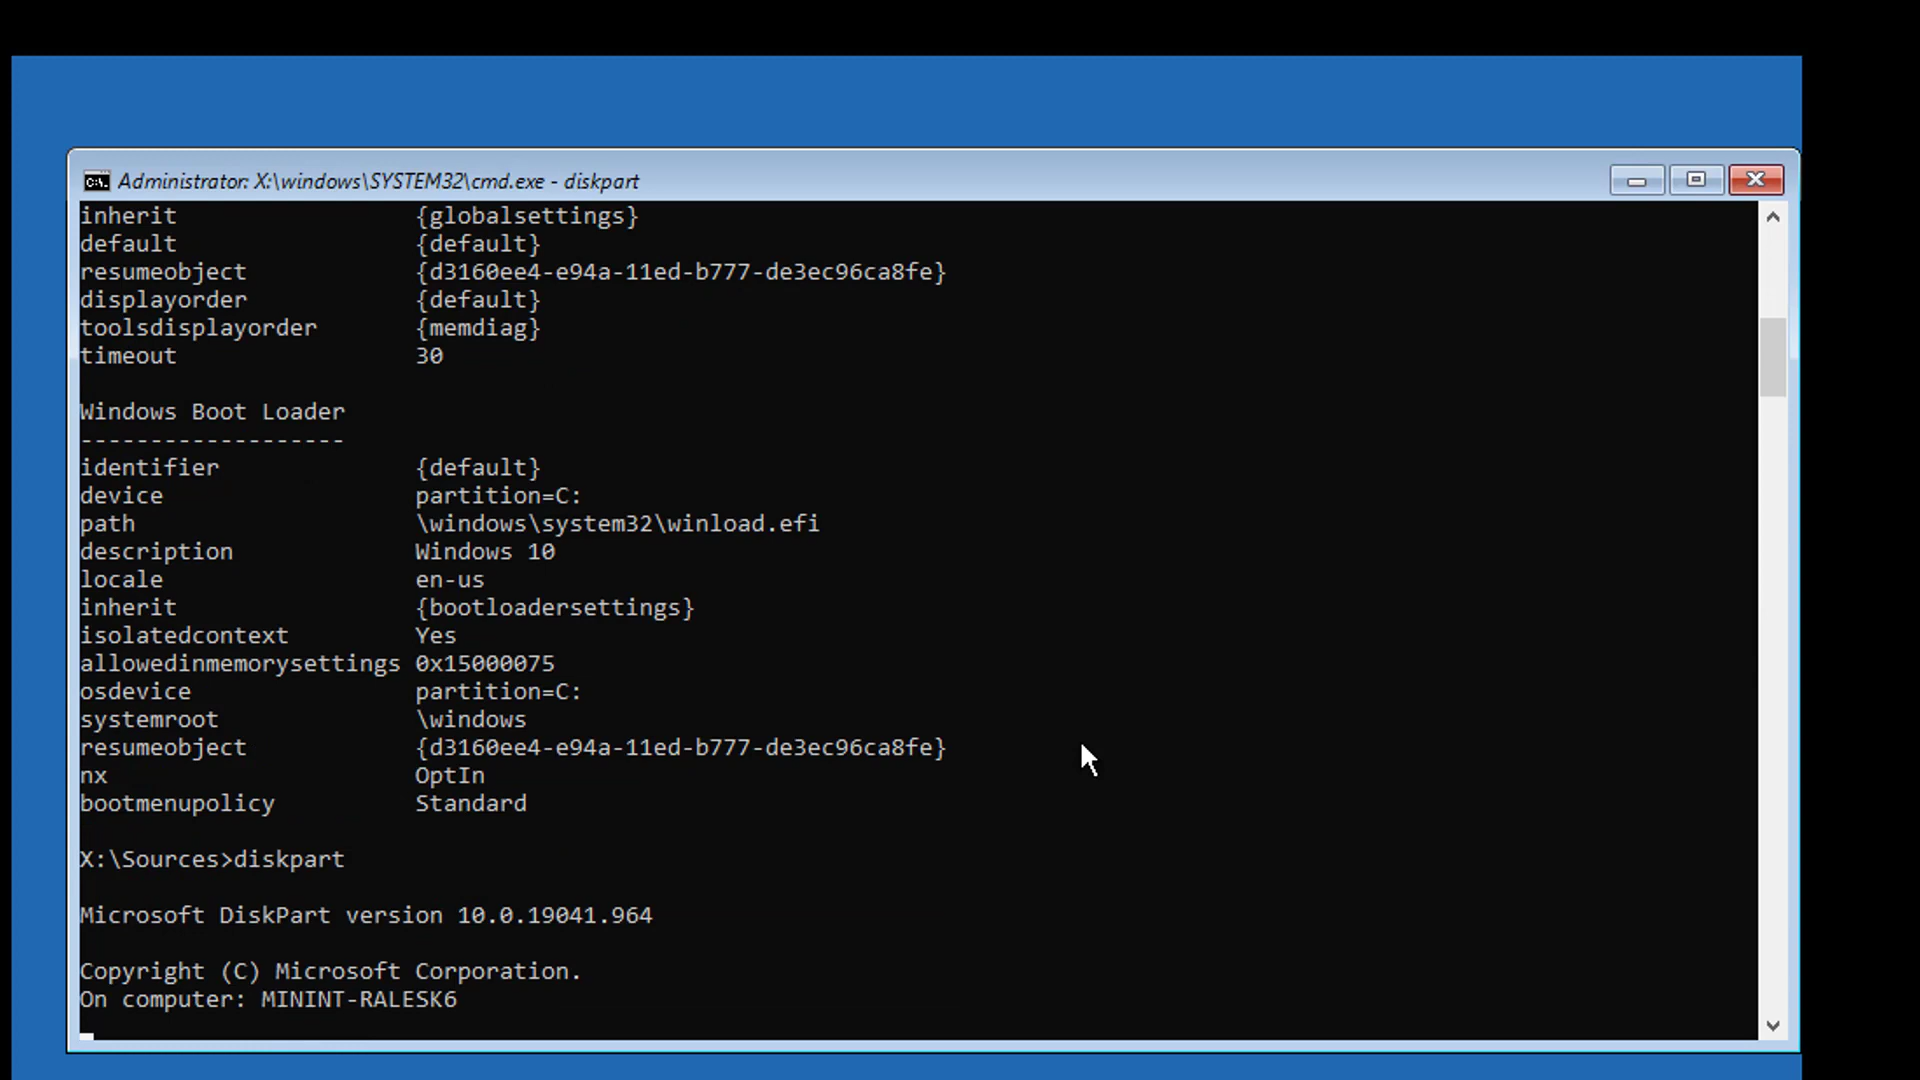 Administrator: X:\windows\SYSTEM32\cmd.exe - diskpart
inherit                 {globalsettings}
default                 {default}
resumeobject            {d3160ee4-e94a-11ed-b777-de3ec96ca8fe}
displayorder            {default}
toolsdisplayorder       {memdiag}
timeout                 30
Windows Boot Loader
-------------------
identifier              {default}
device                  partition=C:
path                    \windows\system32\winload.efi
description             Windows 10
locale                  en-us
inherit                 {bootloadersettings}
isolatedcontext         Yes
allowedinmemorysettings 0x15000075
osdevice                partition=C:
systemroot              \windows
resumeobject            {d3160ee4-e94a-11ed-b777-de3ec96ca8fe}
nx                      OptIn
bootmenupolicy          Standard
X:\Sources>diskpart
Microsoft DiskPart version 10.0.19041.964
Copyright (C) Microsoft Corporation.
On computer: MININT-RALESK6